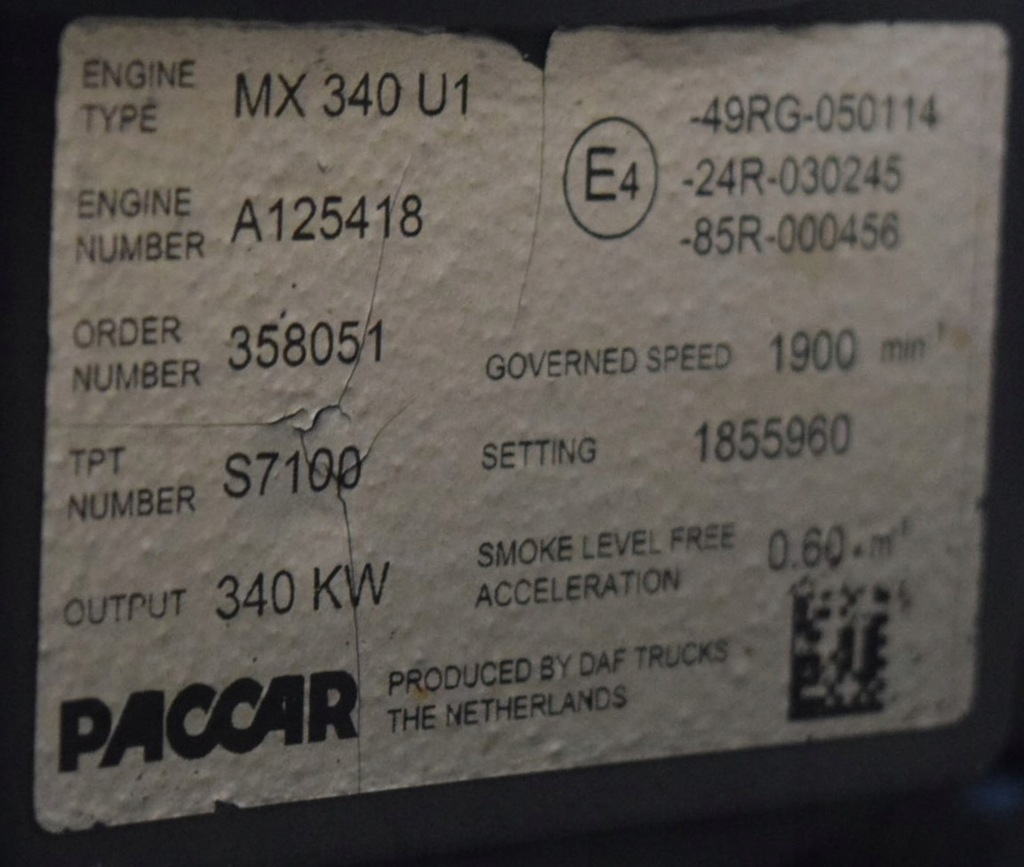 ENGINE TYPE MX 340 U1
ENGINE NUMBER A125418
ORDER NUMBER 358051
TPT NUMBER S7100
OUTPUT 340 KW
PACCAR
E4
-49RG-050114
-24R-030245
-85R-000456
GOVERNED SPEED 1900 min⁻¹
SETTING 1855960
SMOKE LEVEL FREE ACCELERATION 0.60 m⁻¹
PRODUCED BY DAF TRUCKS
THE NETHERLANDS